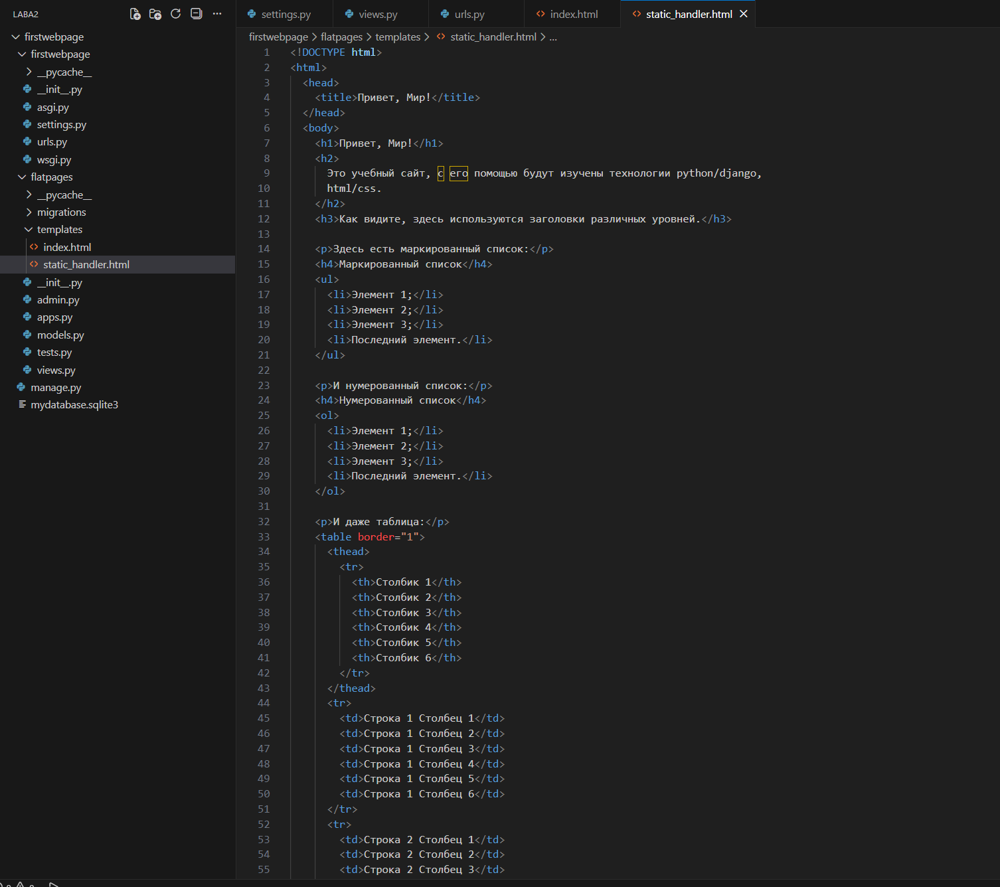 LABA2
firstwebpage
firstwebpage
__pycache__
__init__.py
asgi.py
settings.py
urls.py
wsgi.py
flatpages
__pycache__
migrations
templates
index.html
static_handler.html
__init__.py
admin.py
apps.py
models.py
tests.py
views.py
manage.py
mydatabase.sqlite3
settings.py views.py urls.py index.html static_handler.html
firstwebpage > flatpages > templates > static_handler.html > ...
1 <!DOCTYPE html>
2 <html>
3 <head>
4 <title>Привет, Мир!</title>
5 </head>
6 <body>
7 <h1>Привет, Мир!</h1>
8 <h2>
9 Это учебный сайт, с его помощью будут изучены технологии python/django,
10 html/css.
11 </h2>
12 <h3>Как видите, здесь используются заголовки различных уровней.</h3>
13
14 <p>Здесь есть маркированный список:</p>
15 <h4>Маркированный список</h4>
16 <ul>
17 <li>Элемент 1;</li>
18 <li>Элемент 2;</li>
19 <li>Элемент 3;</li>
20 <li>Последний элемент.</li>
21 </ul>
22
23 <p>И нумерованный список:</p>
24 <h4>Нумерованный список</h4>
25 <ol>
26 <li>Элемент 1;</li>
27 <li>Элемент 2;</li>
28 <li>Элемент 3;</li>
29 <li>Последний элемент.</li>
30 </ol>
31
32 <p>И даже таблица:</p>
33 <table border="1">
34 <thead>
35 <tr>
36 <th>Столбик 1</th>
37 <th>Столбик 2</th>
38 <th>Столбик 3</th>
39 <th>Столбик 4</th>
40 <th>Столбик 5</th>
41 <th>Столбик 6</th>
42 </tr>
43 </thead>
44 <tr>
45 <td>Строка 1 Столбец 1</td>
46 <td>Строка 1 Столбец 2</td>
47 <td>Строка 1 Столбец 3</td>
48 <td>Строка 1 Столбец 4</td>
49 <td>Строка 1 Столбец 5</td>
50 <td>Строка 1 Столбец 6</td>
51 </tr>
52 <tr>
53 <td>Строка 2 Столбец 1</td>
54 <td>Строка 2 Столбец 2</td>
55 <td>Строка 2 Столбец 3</td>